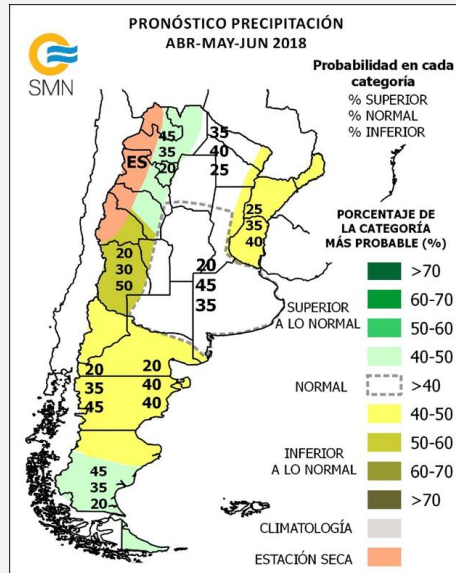 PRONÓSTICO PRECIPITACIÓN
ABR-MAY-JUN 2018
SMN
Probabilidad en cada
categoría
% SUPERIOR
% NORMAL
% INFERIOR
45
35
20
35
40
25
ES
25
35
40
20
30
50
20
45
35
20
35
45
20
40
40
45
35
20
PORCENTAJE DE
LA CATEGORÍA
MÁS PROBABLE (%)
>70
60-70
50-60
SUPERIOR
A LO NORMAL
40-50
NORMAL
>40
40-50
50-60
INFERIOR
A LO NORMAL
60-70
>70
CLIMATOLOGÍA
ESTACIÓN SECA